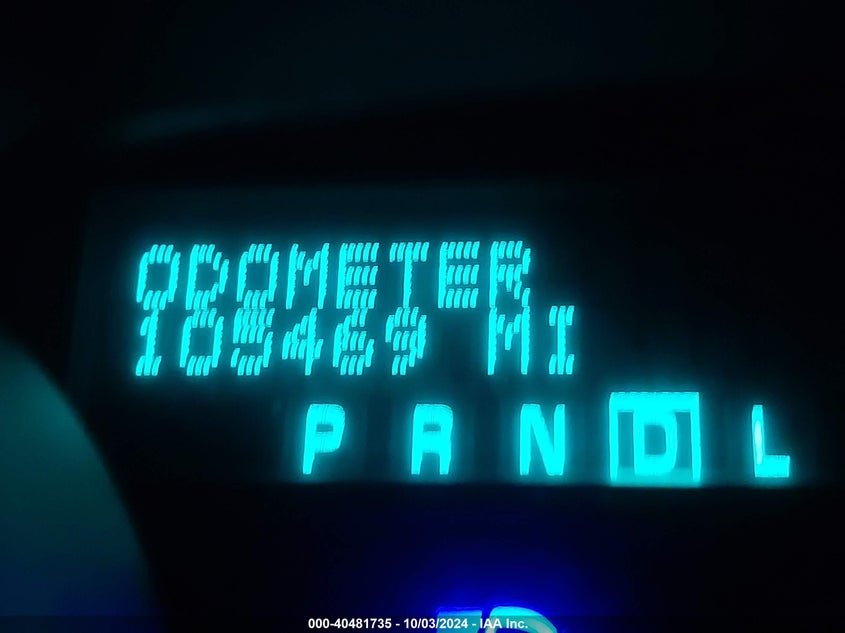 ODOMETER
105469 MI
P R N D L
000-40481735 - 10/03/2024 - IAA Inc.